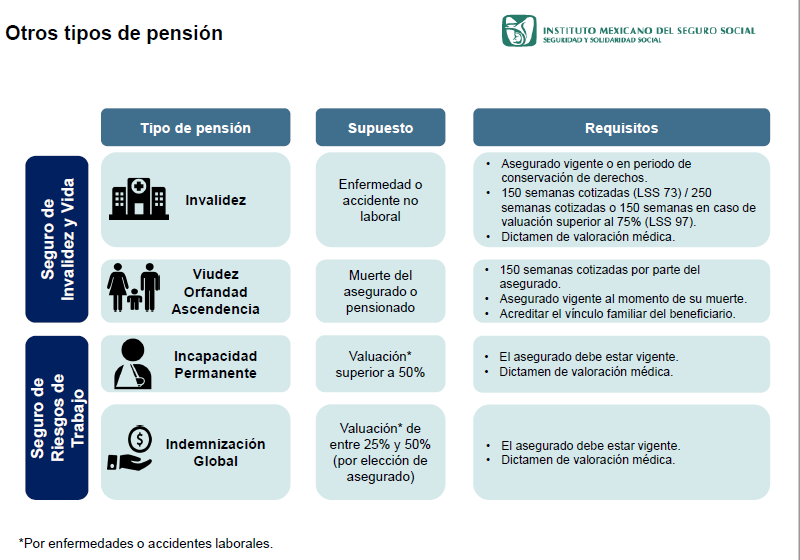 Otros tipos de pensión
INSTITUTO MEXICANO DEL SEGURO SOCIAL
SEGURIDAD Y SOLIDARIDAD SOCIAL
Tipo de pensión
Supuesto
Requisitos
Seguro de
Invalidez y Vida
Invalidez
Enfermedad o
accidente no
laboral
• Asegurado vigente o en periodo de
conservación de derechos.
• 150 semanas cotizadas (LSS 73) / 250
semanas cotizadas o 150 semanas en caso de
valuación superior al 75% (LSS 97).
• Dictamen de valoración médica.
Viudez
Orfandad
Ascendencia
Muerte del
asegurado o
pensionado
• 150 semanas cotizadas por parte del
asegurado.
• Asegurado vigente al momento de su muerte.
• Acreditar el vínculo familiar del beneficiario.
Seguro de
Riesgos de
Trabajo
Incapacidad
Permanente
Valuación*
superior a 50%
• El asegurado debe estar vigente.
• Dictamen de valoración médica.
$
Indemnización
Global
Valuación* de
entre 25% y 50%
(por elección de
asegurado)
• El asegurado debe estar vigente.
• Dictamen de valoración médica.
*Por enfermedades o accidentes laborales.